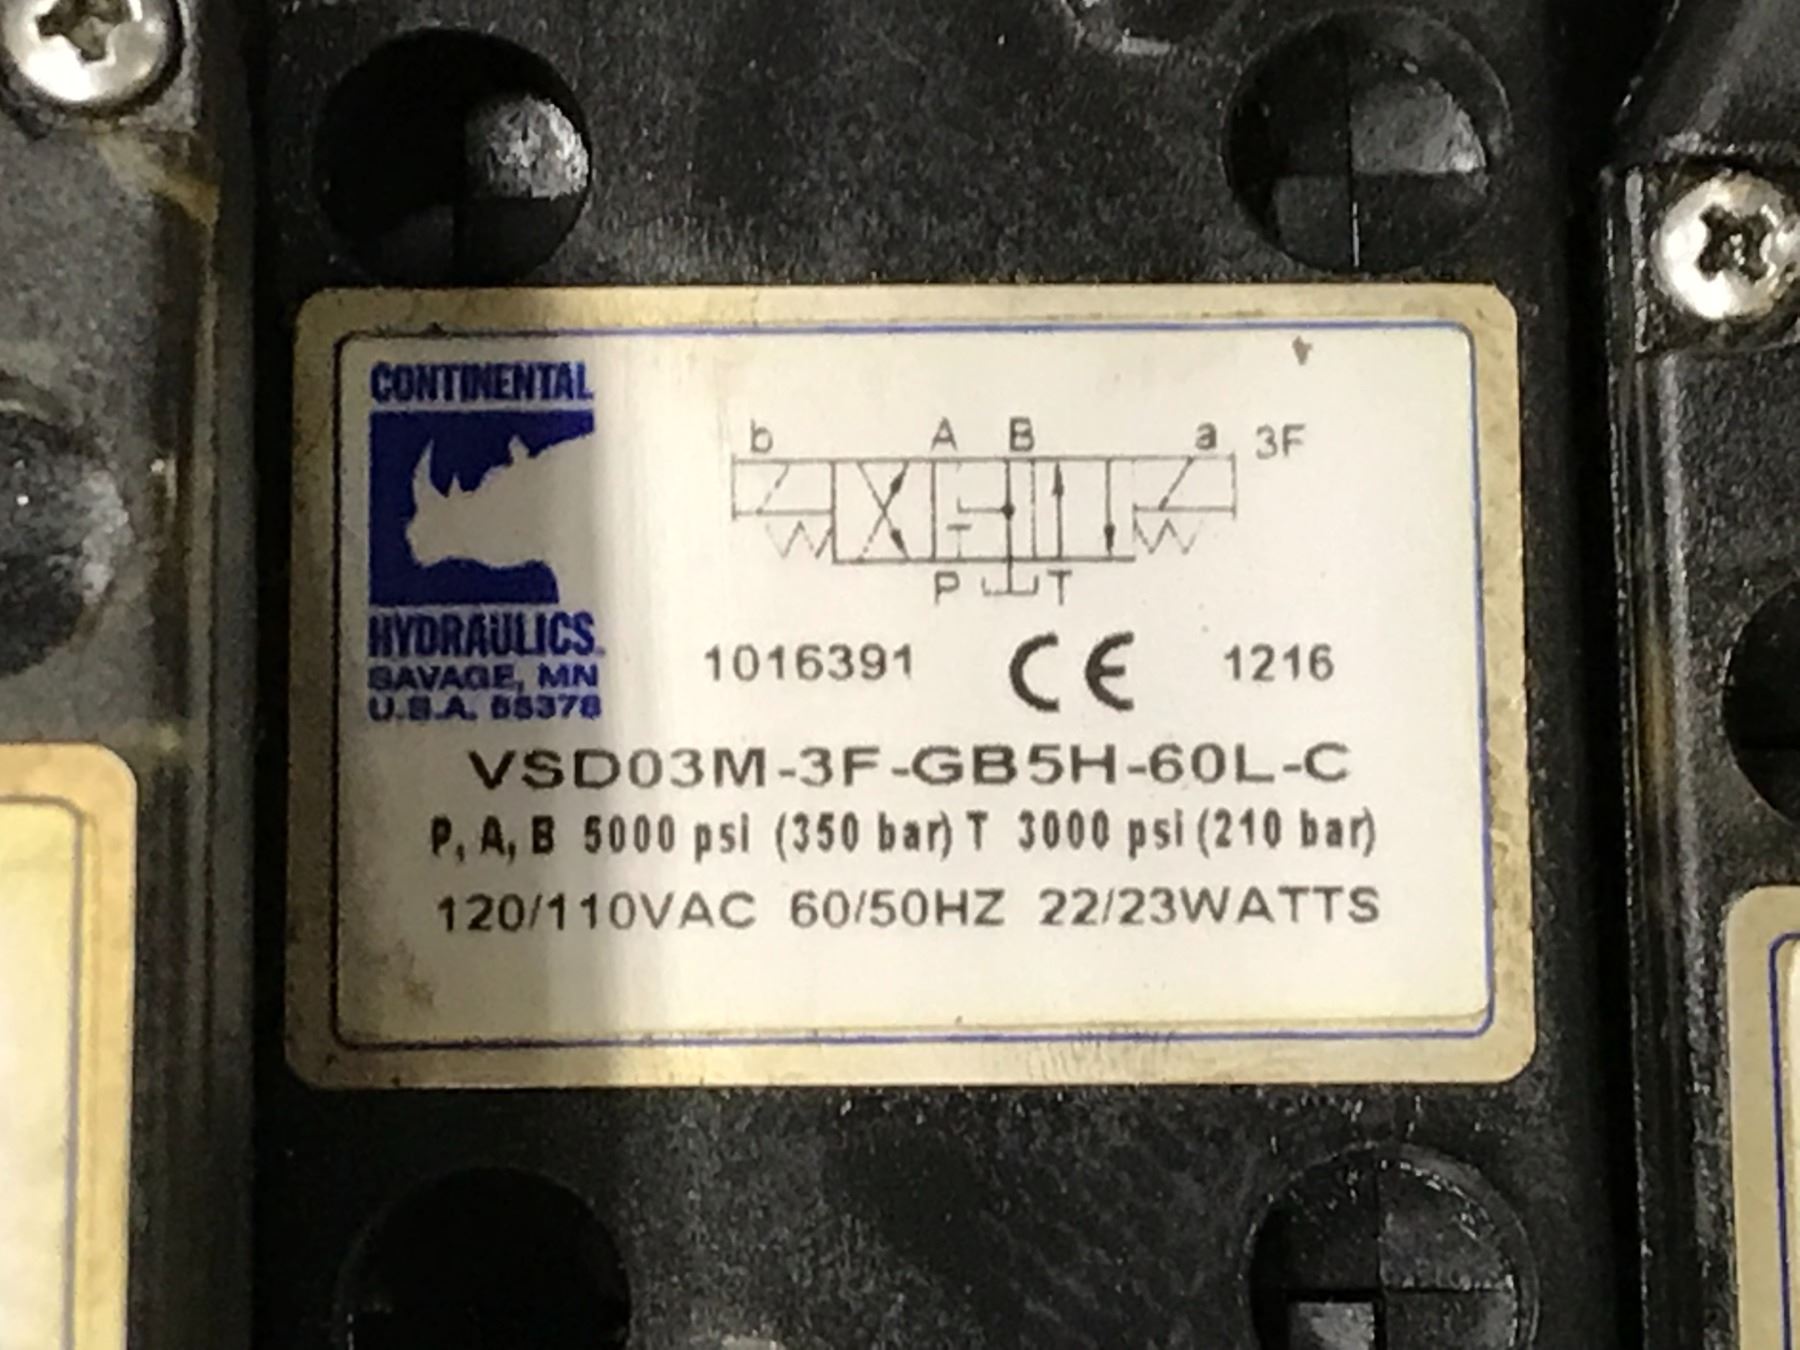 CONTINENTAL
b A B a 3F
P T
HYDRAULICS
SAVAGE, MN
U.S.A. 55378
1016391 CE 1216
VSD03M-3F-GB5H-60L-C
P, A, B 5000 psi (350 bar) T 3000 psi (210 bar)
120/110VAC 60/50HZ 22/23WATTS